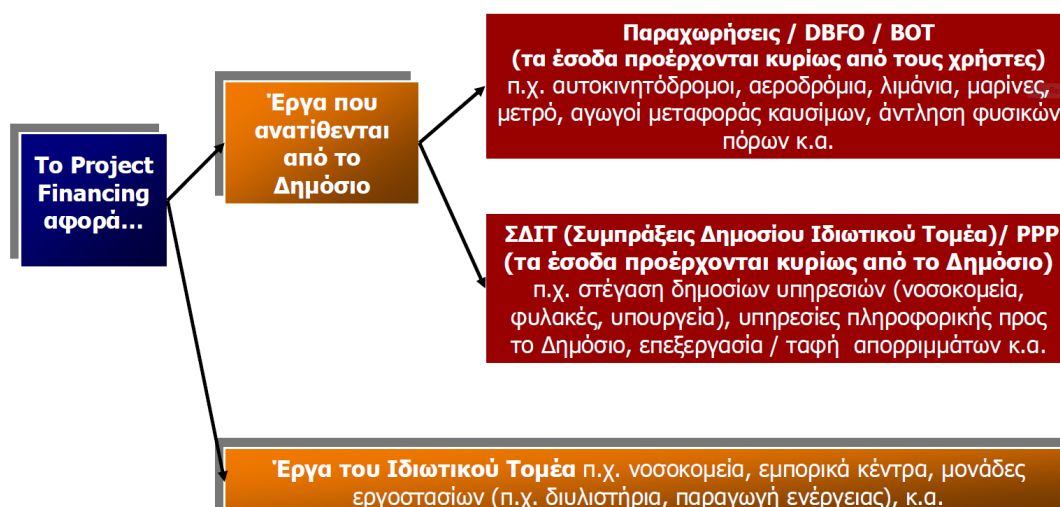 Το Project
Financing
αφορά...
Έργα που
ανατίθενται
από το
Δημόσιο
Παραχωρήσεις / DBFO / BOT
(τα έσοδα προέρχονται κυρίως από τους χρήστες)
π.χ. αυτοκινητόδρομοι, αεροδρόμια, λιμάνια, μαρίνες,
μετρό, αγωγοί μεταφοράς καυσίμων, άντληση φυσικών
πόρων κ.α.
ΣΔΙΤ (Συμπράξεις Δημοσίου Ιδιωτικού Τομέα)/ PPP
(τα έσοδα προέρχονται κυρίως από το Δημόσιο)
π.χ. στέγαση δημοσίων υπηρεσιών (νοσοκομεία,
φυλακές, υπουργεία), υπηρεσίες πληροφορικής προς
το Δημόσιο, επεξεργασία / ταφή απορριμμάτων κ.α.
Έργα του Ιδιωτικού Τομέα π.χ. νοσοκομεία, εμπορικά κέντρα, μονάδες
εργοστασίων (π.χ. διυλιστήρια, παραγωγή ενέργειας), κ.α.